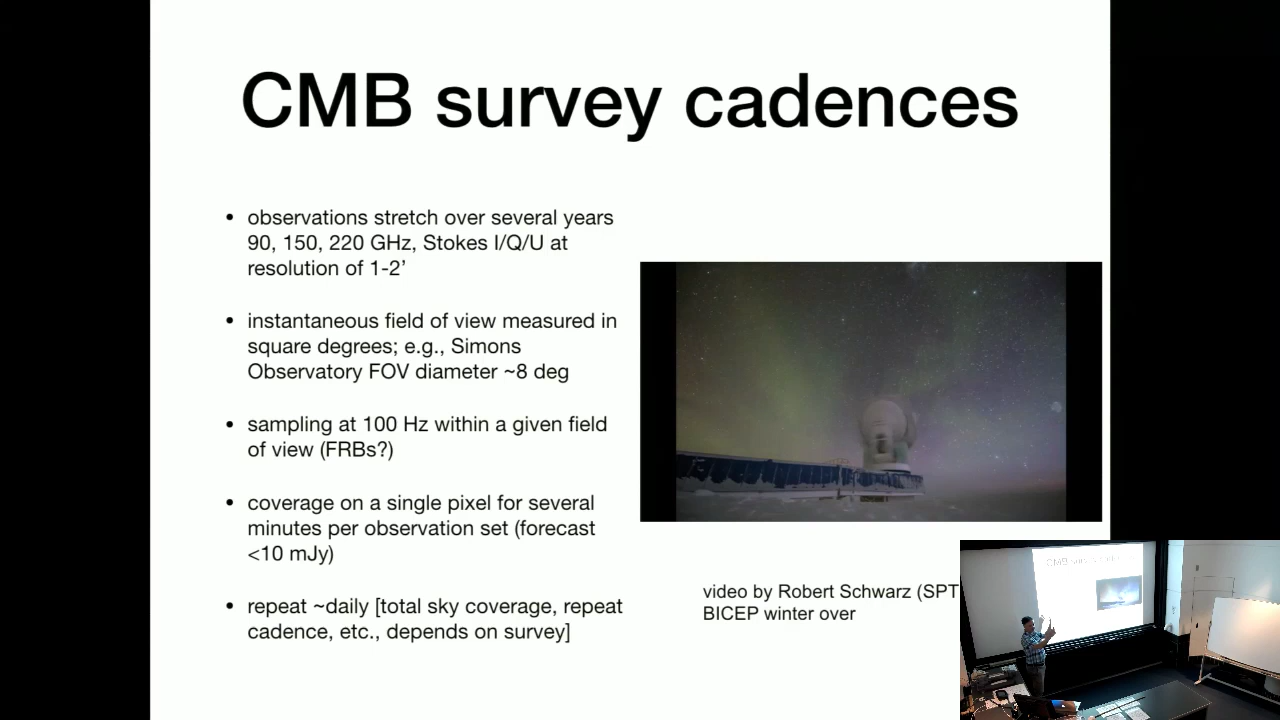 CMB survey cadences
• observations stretch over several years
90, 150, 220 GHz, Stokes I/Q/U at
resolution of 1-2’
• instantaneous field of view measured in
square degrees; e.g., Simons
Observatory FOV diameter ~8 deg
• sampling at 100 Hz within a given field
of view (FRBs?)
• coverage on a single pixel for several
minutes per observation set (forecast
<10 mJy)
• repeat ~daily [total sky coverage, repeat
cadence, etc., depends on survey]
video by Robert Schwarz (SPT
BICEP winter over